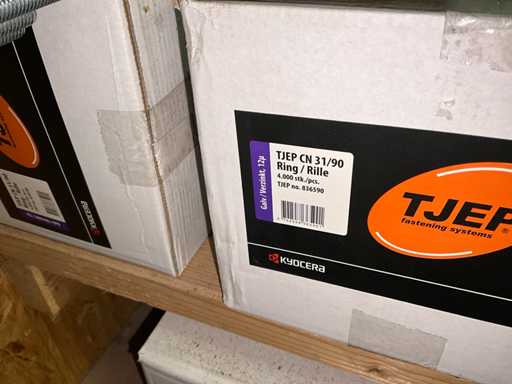 Galv / Verzinkt, 12µ
TJEP CN 31/90
Ring / Rille
4.000 stk./pcs.
TJEP no. 836590
TJEP
fastening systems
KYOCERA
KYOCERA